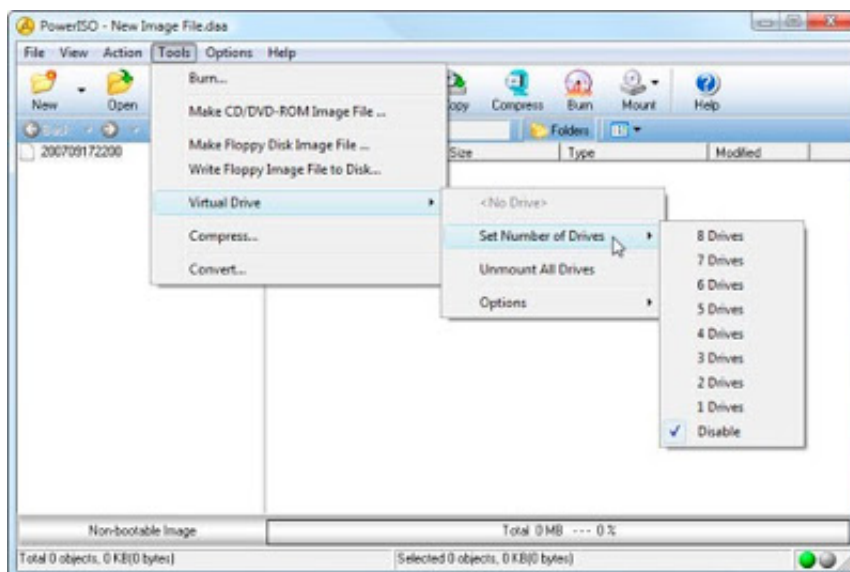 PowerISO - New Image File.daa
File View Action Tools Options Help
New Open Copy Compress Burn Mount Help
Back Folders
200709172200 Size Type Modified
Burn...
Make CD/DVD-ROM Image File ...
Make Floppy Disk Image File ...
Write Floppy Image File to Disk...
Virtual Drive
Compress...
Convert...
<No Drive>
Set Number of Drives
Unmount All Drives
Options
8 Drives
7 Drives
6 Drives
5 Drives
4 Drives
3 Drives
2 Drives
1 Drives
Disable
Non-bootable Image Total 0 MB --- 0 %
Total 0 objects, 0 KB(0 bytes) Selected 0 objects, 0 KB(0 bytes)